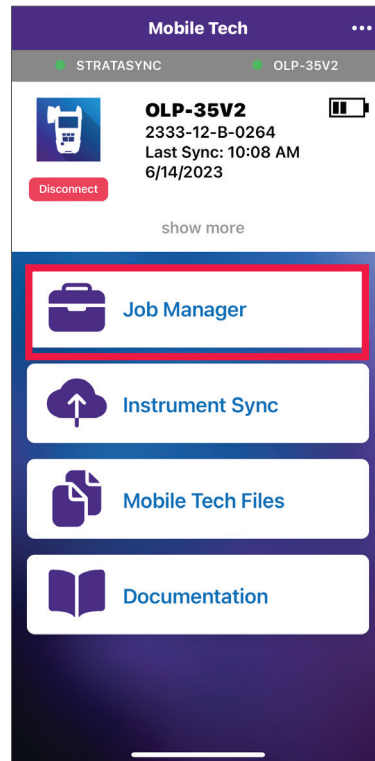 Mobile Tech
STRATASYNC OLP-35V2
OLP-35V2
2333-12-B-0264
Last Sync: 10:08 AM
6/14/2023
Disconnect
show more
Job Manager
Instrument Sync
Mobile Tech Files
Documentation